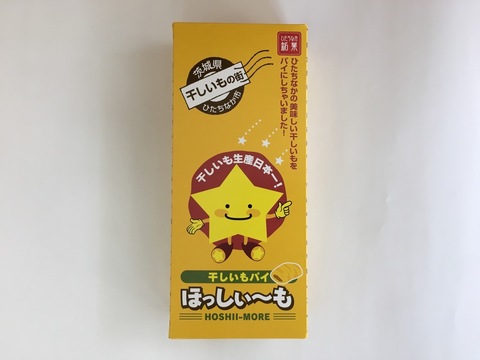 茨城県
干しいもの街
ひたちなか市
ひたちなか
銘菓
ひたちなかの美味しい干しいもを
パイにしちゃいました!
干しいも生産日本一!
干しいもパイ
ほっしぃ〜も
HOSHII-MORE